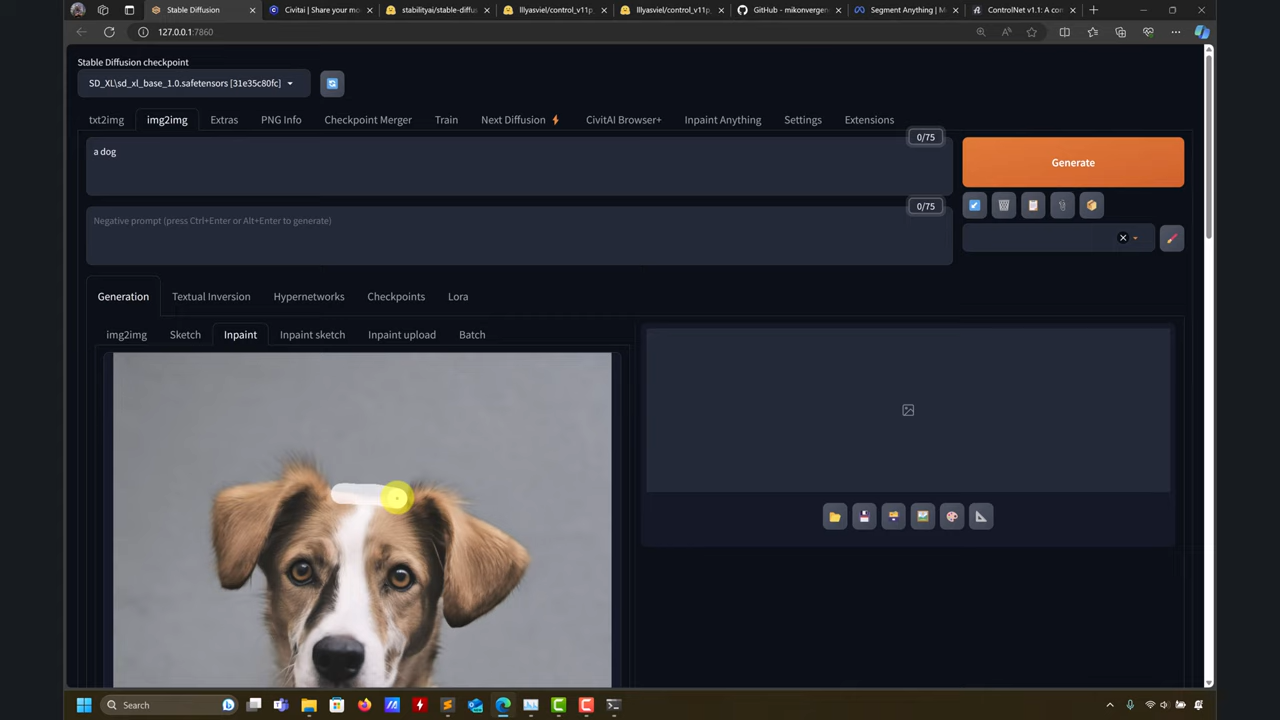 Stable Diffusion
Civitai | Share your mo
stabilityai/stable-diffus
lllyasviel/control_v11p
lllyasviel/control_v11p
GitHub - mikonvergen
Segment Anything | M
ControlNet v1.1: A con
127.0.0.1:7860
Stable Diffusion checkpoint
SD_XL\sd_xl_base_1.0.safetensors [31e35c80fc]
txt2img
img2img
Extras
PNG Info
Checkpoint Merger
Train
Next Diffusion
CivitAI Browser+
Inpaint Anything
Settings
Extensions
a dog
0/75
Generate
Negative prompt (press Ctrl+Enter or Alt+Enter to generate)
0/75
Generation
Textual Inversion
Hypernetworks
Checkpoints
Lora
img2img
Sketch
Inpaint
Inpaint sketch
Inpaint upload
Batch
Search